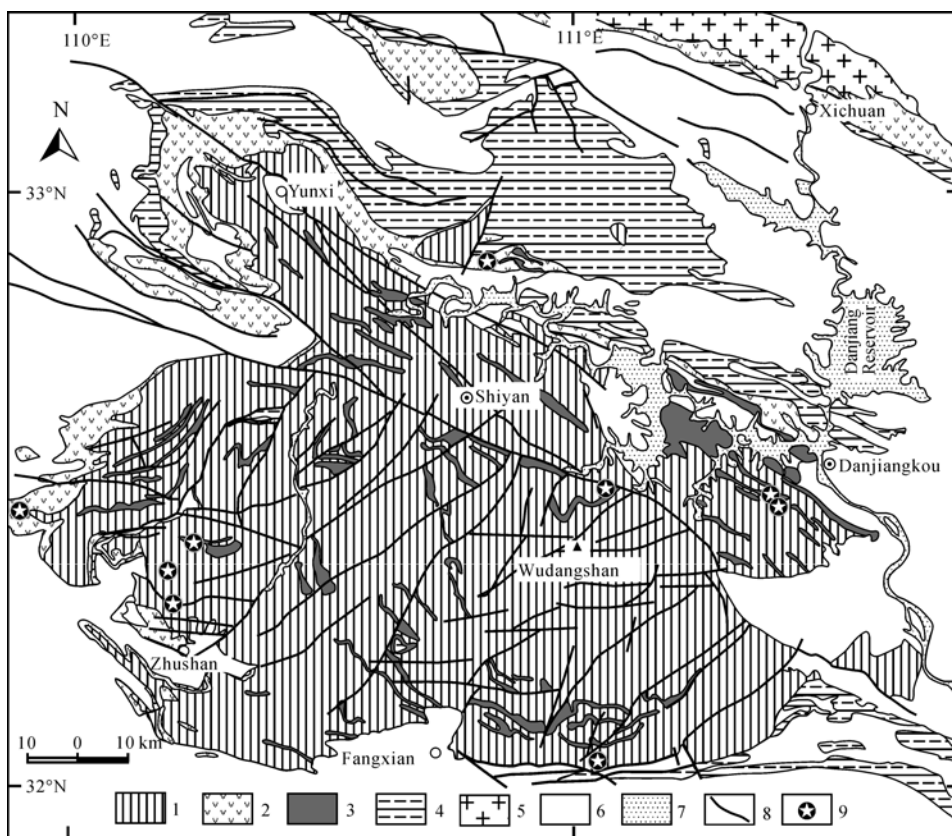 110°E
111°E
N
Xichuan
33°N
Yunxi
Danjiang
Reservoir
Shiyan
Danjiangkou
Wudangshan
Zhushan
10 0 10 km
Fangxian
32°N
1 2 3 4 5 6 7 8 9